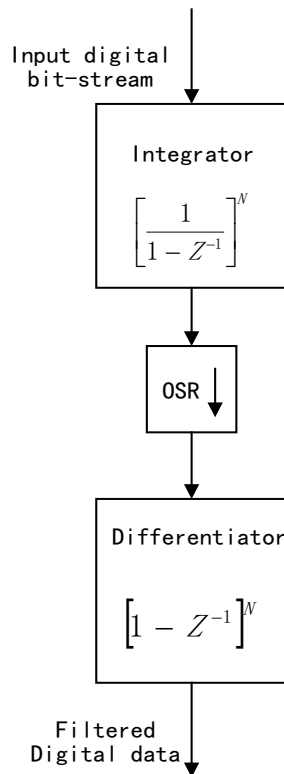 Input digital
bit-stream
Integrator
[1 / (1 − Z⁻¹)]ᴺ
OSR
Differentiator
[1 − Z⁻¹]ᴺ
Filtered
Digital data